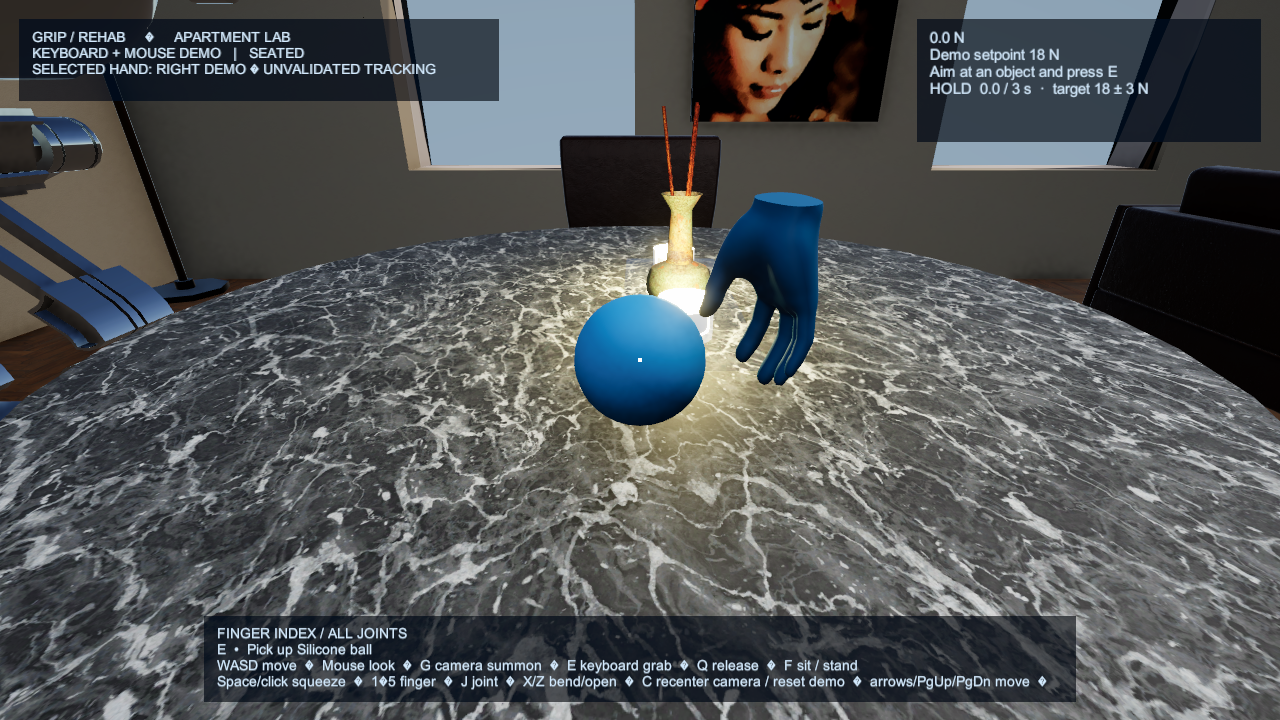 GRIP / REHAB � APARTMENT LAB
KEYBOARD + MOUSE DEMO | SEATED
SELECTED HAND: RIGHT DEMO � UNVALIDATED TRACKING
0.0 N
Demo setpoint 18 N
Aim at an object and press E
HOLD 0.0 / 3 s · target 18 ± 3 N
FINGER INDEX / ALL JOINTS
E • Pick up Silicone ball
WASD move � Mouse look � G camera summon � E keyboard grab � Q release � F sit / stand
Space/click squeeze � 1�5 finger � J joint � X/Z bend/open � C recenter camera / reset demo � arrows/PgUp/PgDn move �